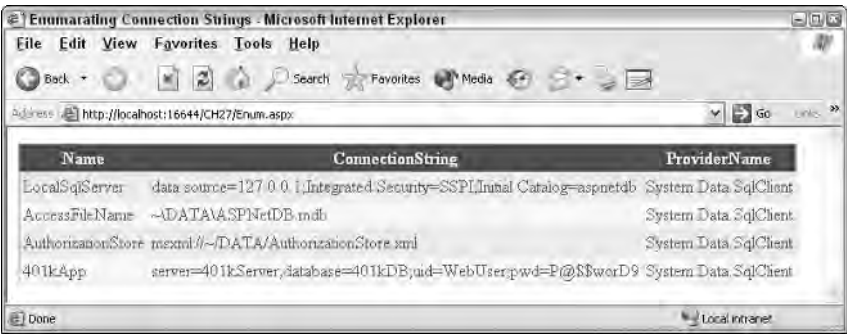 Enumarating Connection Strings - Microsoft Internet Explorer
File Edit View Favorites Tools Help
Back Search Favorites Media
Address http://localhost:16644/CH27/Enum.aspx Go Links »
Name ConnectionString ProviderName
LocalSqlServer data source=127.0.0.1;Integrated Security=SSPI;Initial Catalog=aspnetdb System.Data.SqlClient
AccessFileName ~\DATA\ASPNetDB.mdb System.Data.SqlClient
AuthorizationStore msxml://~/DATA/AuthorizationStore.xml System.Data.SqlClient
401kApp server=401kServer;database=401kDB;uid=WebUser;pwd=P@$$worD9 System.Data.SqlClient
Done Local intranet